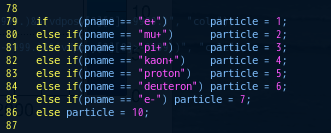 78
79 if     (pname == "e+")       particle = 1;
80 else if(pname == "mu+")      particle = 2;
81 else if(pname == "pi+")      particle = 3;
82 else if(pname == "kaon+")    particle = 4;
83 else if(pname == "proton")   particle = 5;
84 else if(pname == "deuteron") particle = 6;
85 else if(pname == "e-") particle = 7;
86 else particle = 10;
87